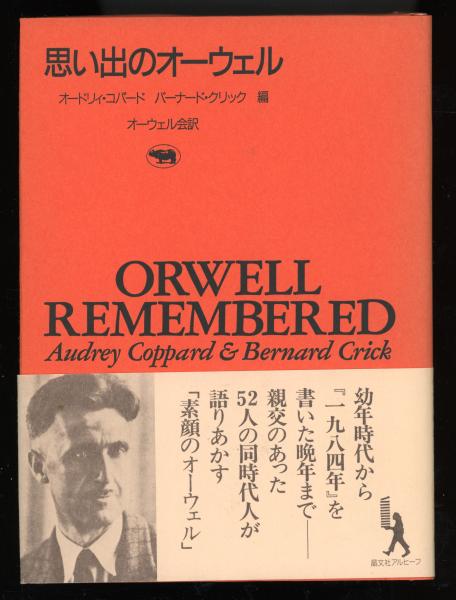 思い出のオーウェル
オードリィ・コパード バーナード・クリック 編
オーウェル会訳
ORWELL
REMEMBERED
Audrey Coppard & Bernard Crick
幼年時代から
『一九八四年』を
書いた晩年まで――
親交のあった
52人の同時代人が
語りあかす
「素顔のオーウェル」
晶文社アルヒーフ